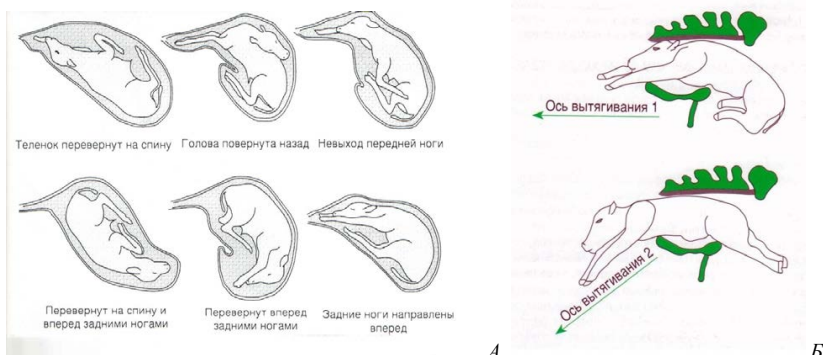 Теленок перевернут на спину
Голова повернута назад
Невыход передней ноги
Перевернут на спину и
вперед задними ногами
Перевернут вперед
задними ногами
Задние ноги направлены
вперед
А
Ось вытягивания 1
Ось вытягивания 2
Б